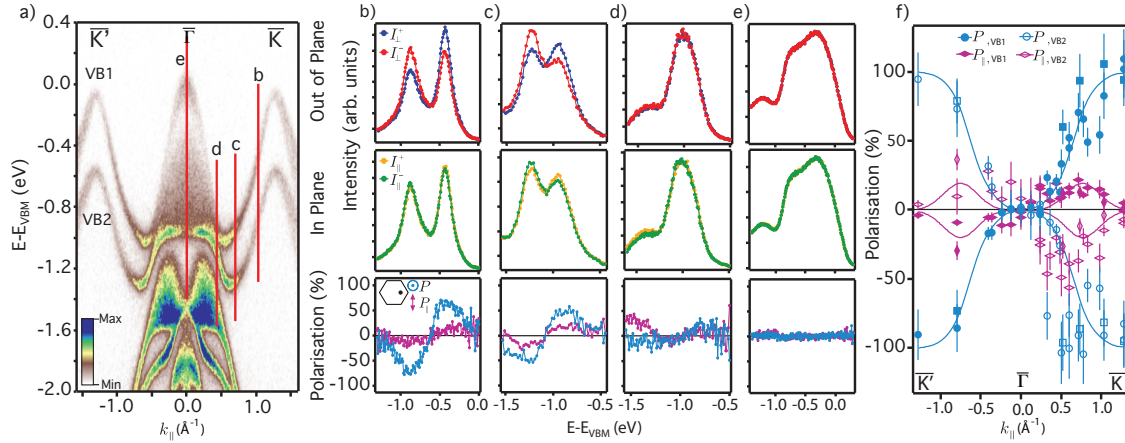 a)
K'
Γ
K
VB1
VB2
e
b
d
c
0.0
-0.4
-0.8
-1.2
-1.6
-2.0
E-E_VBM (eV)
Max
Min
-1.0
0.0
1.0
k_∥ (Å⁻¹)
b)
c)
d)
e)
Out of Plane
In Plane
Intensity (arb. units)
I⊥⁺
I⊥⁻
I∥⁺
I∥⁻
Polarisation (%)
100
50
0
-50
-100
P
P∥
-1.0
-0.5
0.0
-1.5
-1.0
-0.5
-1.5
-1.0
-0.5
-1.0
-0.5
0.0
E-E_VBM (eV)
f)
P,VB1
P,VB2
P∥,VB1
P∥,VB2
Polarisation (%)
100
50
0
-50
-100
K'
Γ
K
-1.0
-0.5
0.0
0.5
1.0
k_∥ (Å⁻¹)